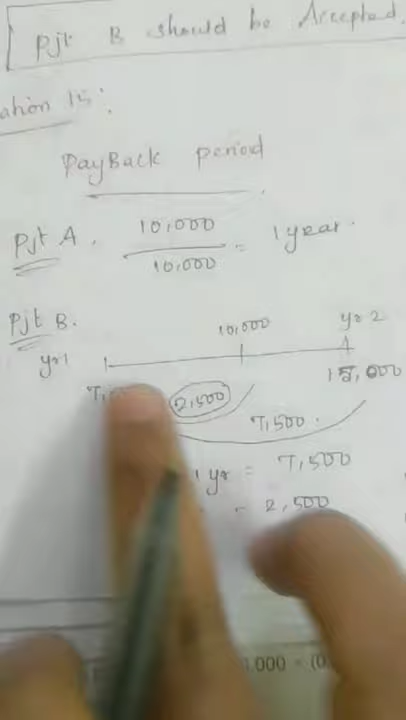 Pjt B should be Accepted.
ation 15:
PayBack period
Pjt A. 10,000 / 10,000 = 1 year.
Pjt B.
10,000 yr 2
yr 1
2,500 15,000
7,500.
1 yr = 7,500
= 2,500